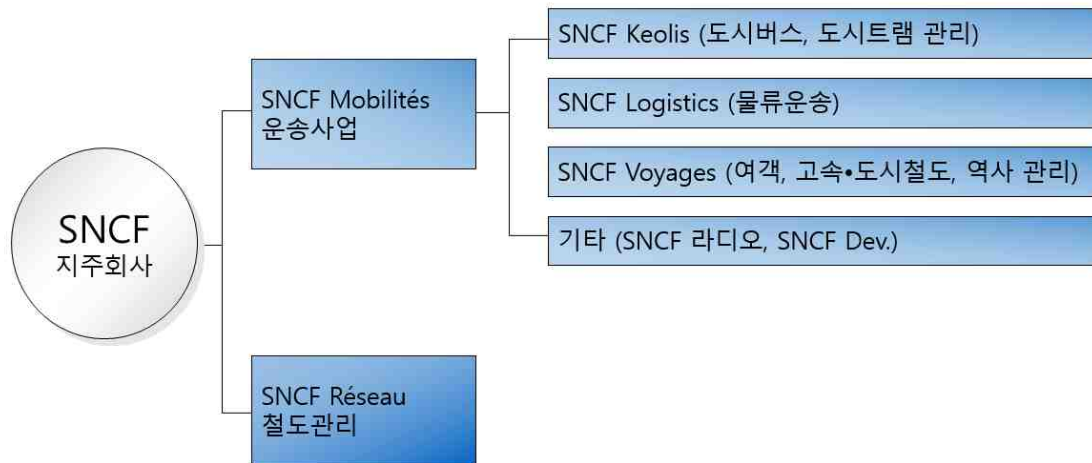 SNCF
지주회사
SNCF Mobilités
운송사업
SNCF Keolis (도시버스, 도시트램 관리)
SNCF Logistics (물류운송)
SNCF Voyages (여객, 고속•도시철도, 역사 관리)
기타 (SNCF 라디오, SNCF Dev.)
SNCF Réseau
철도관리